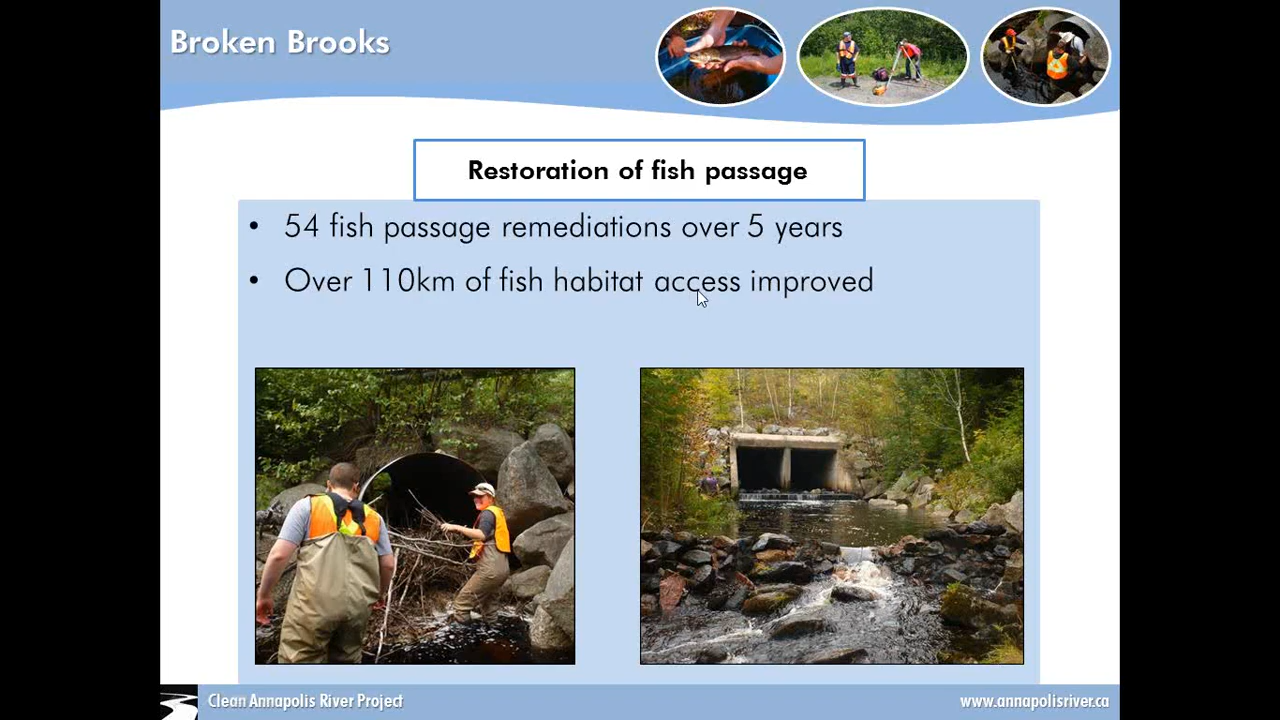 Broken Brooks
Restoration of fish passage
• 54 fish passage remediations over 5 years
• Over 110km of fish habitat access improved
Clean Annapolis River Project
www.annapolisriver.ca